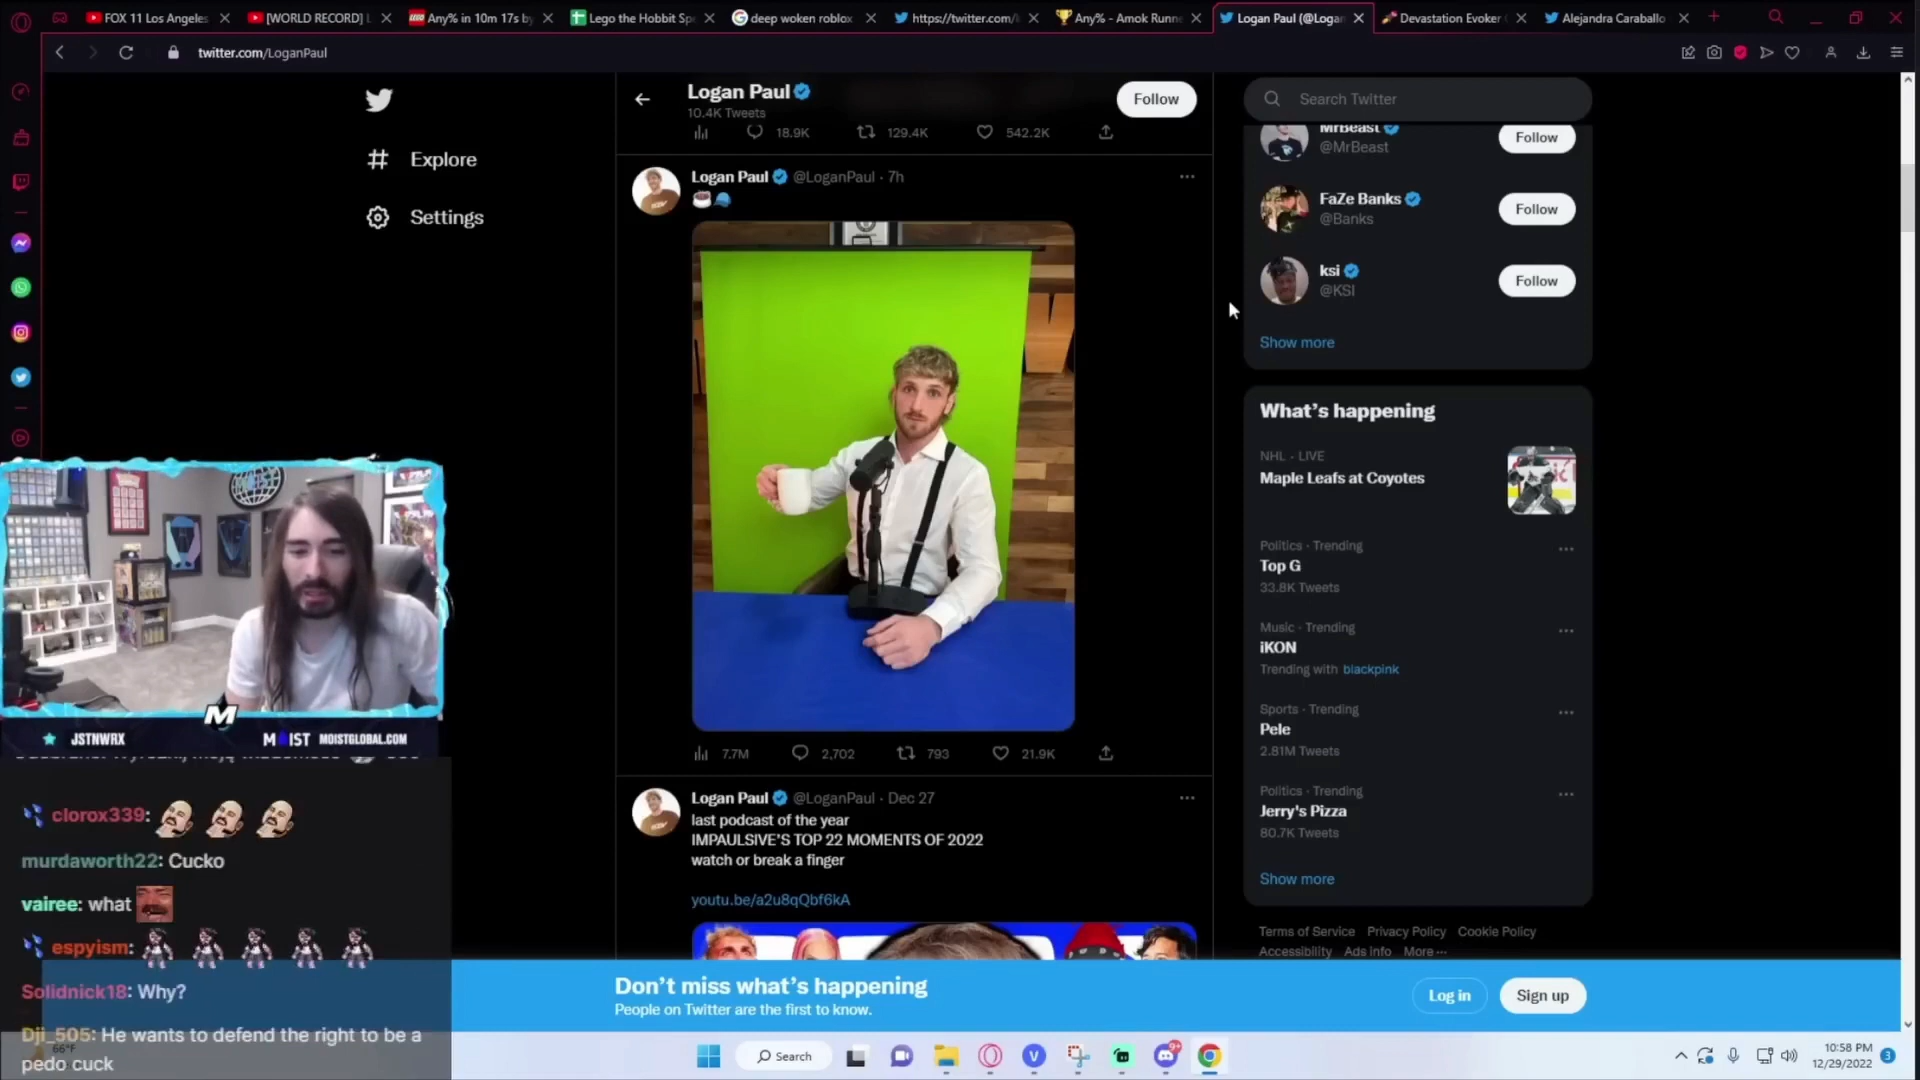 FOX 11 Los Angeles
[WORLD RECORD] L
Any% in 10m 17s by
Lego the Hobbit Sp
deep woken roblox
https://twitter.com/
Any% - Amok Runn
Logan Paul (@Logan
Devastation Evoker
Alejandra Caraballo
twitter.com/LoganPaul
Explore
Settings
Logan Paul
10.4K Tweets
Follow
18.9K 129.4K 542.2K
Logan Paul @LoganPaul · 7h
7.7M 2,702 793 21.9K
Logan Paul @LoganPaul · Dec 27
last podcast of the year
IMPAULSIVE'S TOP 22 MOMENTS OF 2022
watch or break a finger
youtu.be/a2u8qQbf6kA
Search Twitter
MrBeast
@MrBeast
Follow
FaZe Banks
@Banks
Follow
ksi
@KSI
Follow
Show more
What's happening
NHL · LIVE
Maple Leafs at Coyotes
Politics · Trending
Top G
33.8K Tweets
Music · Trending
iKON
Trending with blackpink
Sports · Trending
Pele
2.81M Tweets
Politics · Trending
Jerry's Pizza
80.7K Tweets
Show more
Terms of Service Privacy Policy Cookie Policy
Accessibility Ads info More ···
JSTNWRX
M IST MOISTGLOBAL.COM
clorox339:
murdaworth22: Cucko
vairee: what
espyism:
Solidnick18: Why?
Dji_505: He wants to defend the right to be a
pedo cuck
66°F
Don't miss what's happening
People on Twitter are the first to know.
Log in
Sign up
Search
9+
10:58 PM
12/29/2022
3